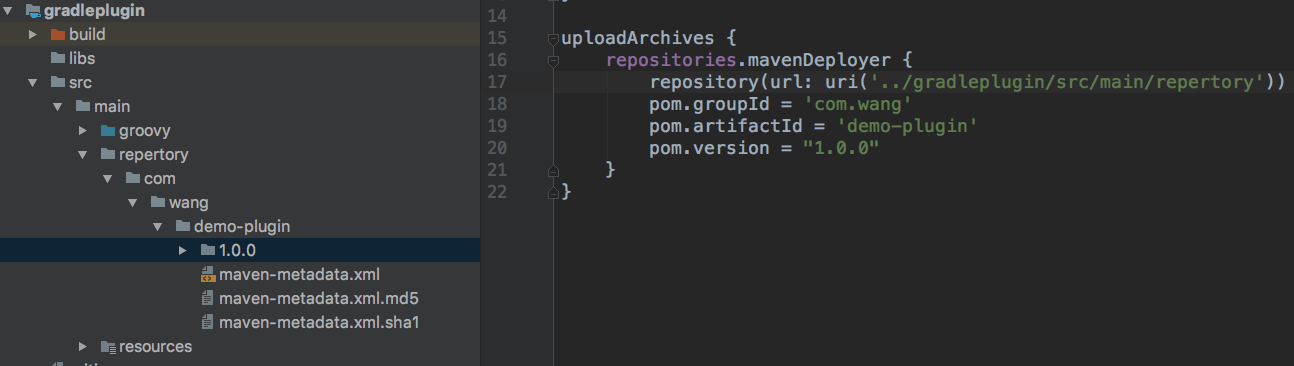 gradleplugin
build
libs
src
main
groovy
repertory
com
wang
demo-plugin
1.0.0
maven-metadata.xml
maven-metadata.xml.md5
maven-metadata.xml.sha1
resources
14
15 uploadArchives {
16 repositories.mavenDeployer {
17 repository(url: uri('../gradleplugin/src/main/repertory'))
18 pom.groupId = 'com.wang'
19 pom.artifactId = 'demo-plugin'
20 pom.version = "1.0.0"
21 }
22 }